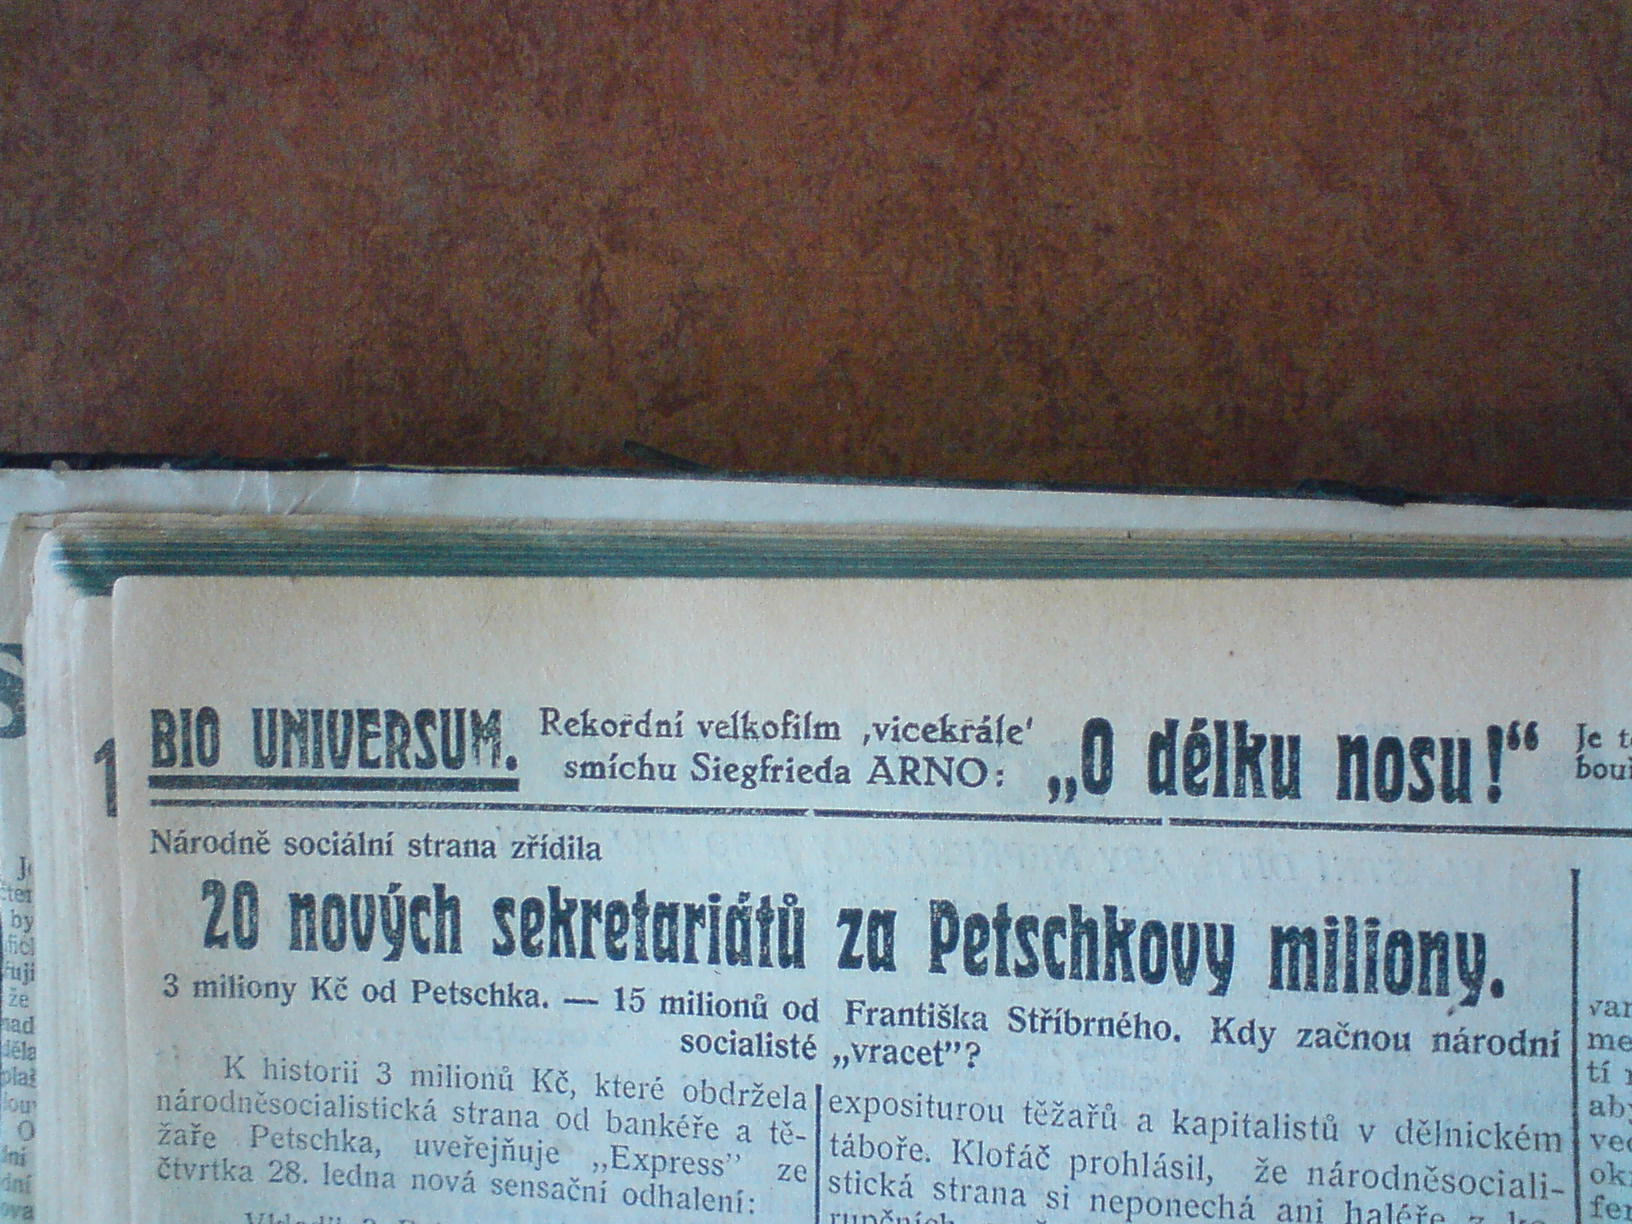 BIO UNIVERSUM.
Rekordní velkofilm ‚vicekrále'
smíchu Siegfrieda ARNO:
„O délku nosu!“
Je
Národně sociální strana zřídila
20 nových sekretariátů za Petschkovy miliony.
3 miliony Kč od Petschka. — 15 milionů od Františka Stříbrného. Kdy začnou národní
socialisté „vracet”?
K historii 3 milionů Kč, které obdržela
národněsocialistická strana od bankéře a tě-
žaře Petschka, uveřejňuje „Express” ze
čtvrtka 28. ledna nová sensační odhalení:
expositurou těžařů a kapitalistů v dělnickém
táboře. Klofáč prohlásil, že národněsociali-
stická strana si neponechá ani haléře z